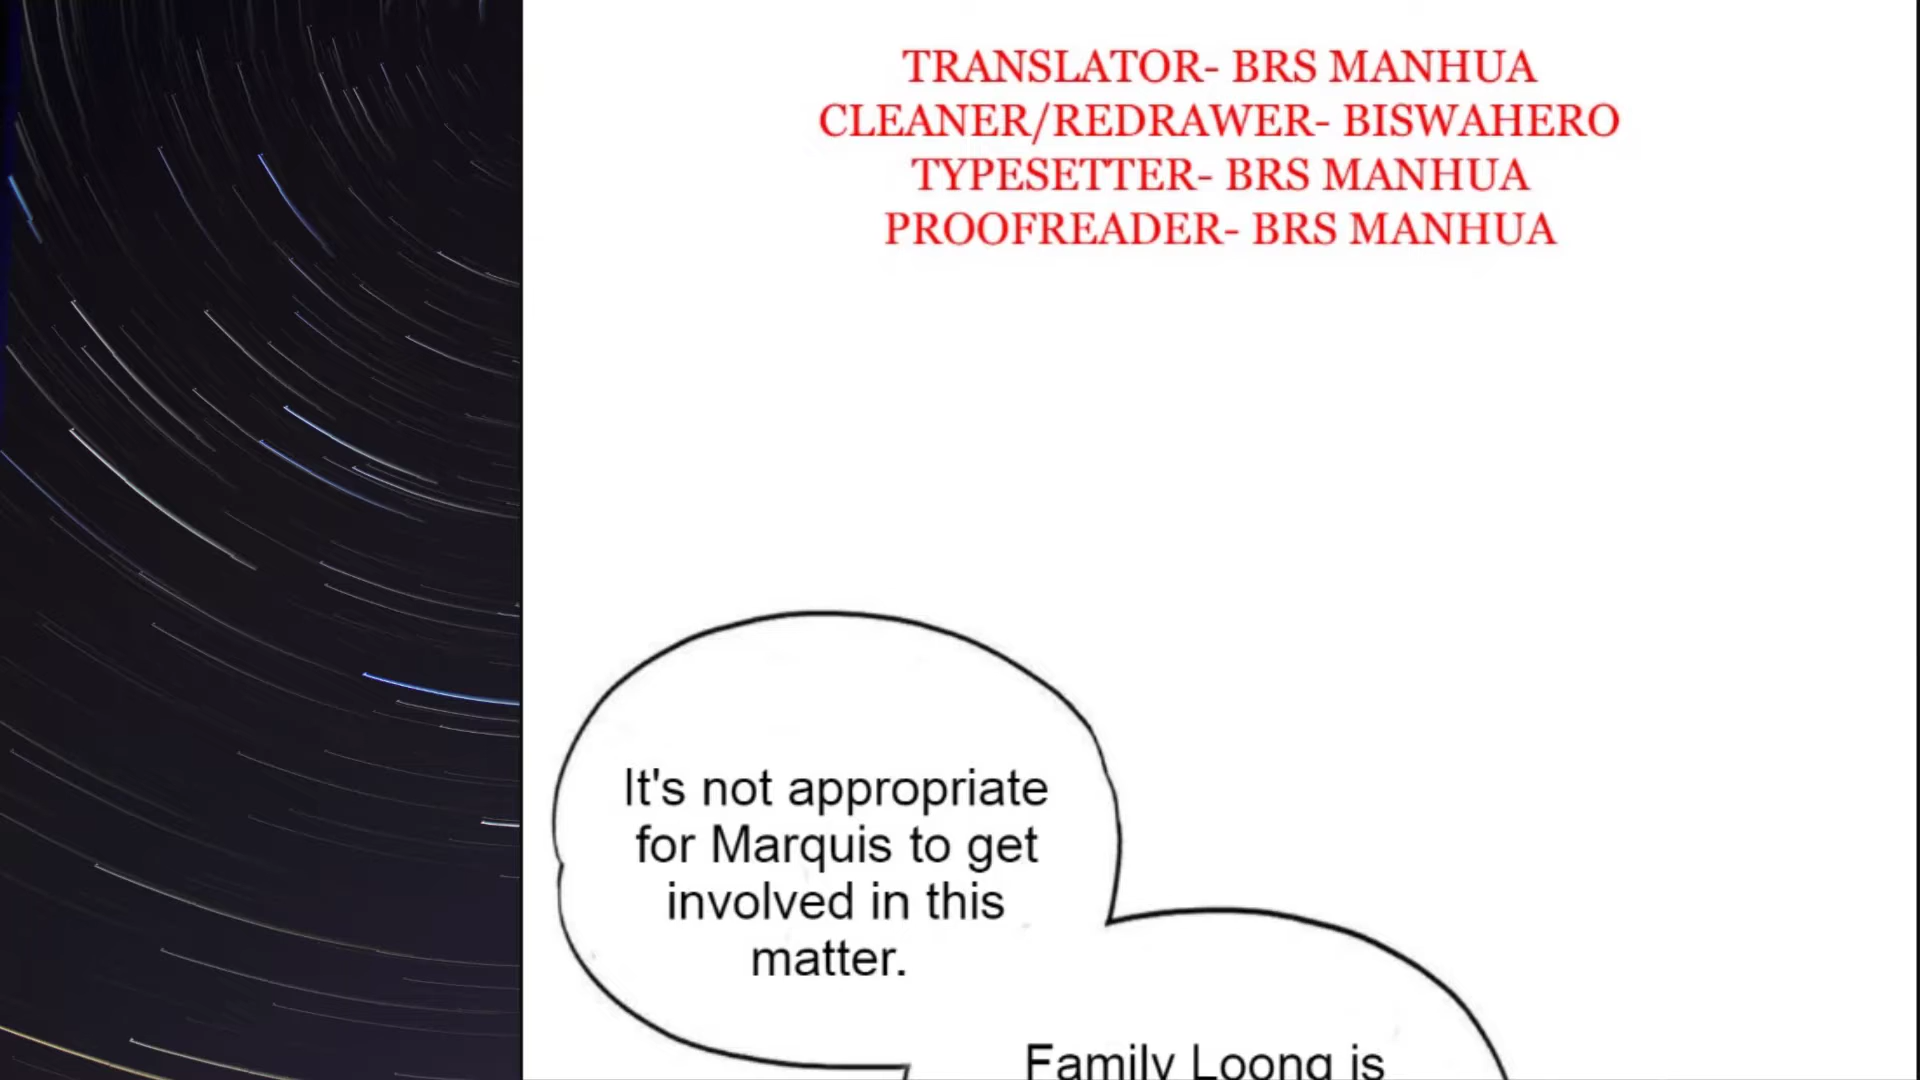 TRANSLATOR- BRS MANHUA
CLEANER/REDRAWER- BISWAHERO
TYPESETTER- BRS MANHUA
PROOFREADER- BRS MANHUA
It's not appropriate
for Marquis to get
involved in this
matter.
Family Loong is